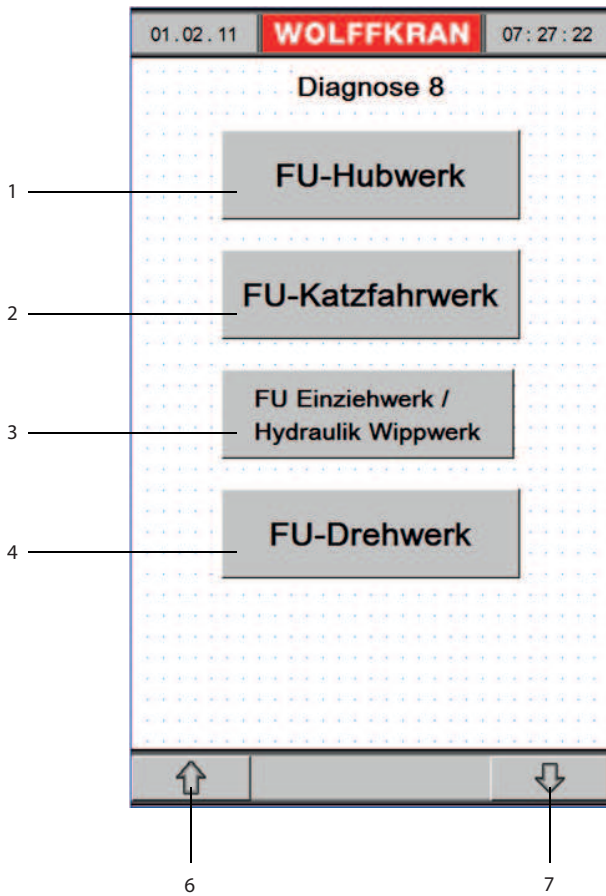 01.02.11 WOLFFKRAN 07:27:22
Diagnose 8
1 FU-Hubwerk
2 FU-Katzfahrwerk
FU Einziehwerk /
3 Hydraulik Wippwerk
4 FU-Drehwerk
6 7